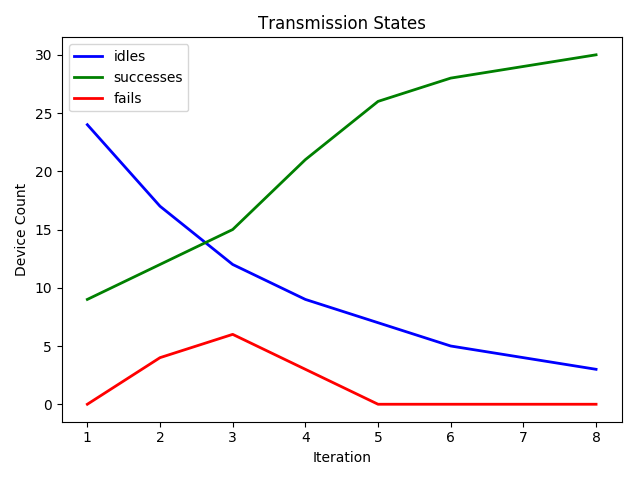 Transmission States
idles
successes
fails
Device Count
30
25
20
15
10
5
0
1 2 3 4 5 6 7 8
Iteration